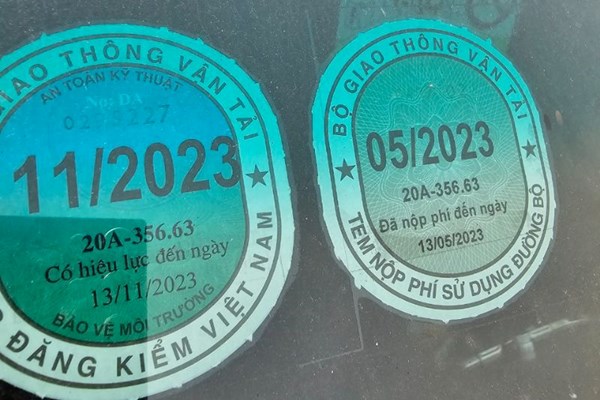 GIAO THÔNG VẬN TẢI
AN TOÀN KỸ THUẬT
No: DA
11/2023
20A-356.63
Có hiệu lực đến ngày
13/11/2023
BẢO VỆ MÔI TRƯỜNG
ĐĂNG KIỂM VIỆT NAM
BỘ GIAO THÔNG VẬN TẢI
05/2023
20A-356.63
Đã nộp phí đến ngày
13/05/2023
TEM NỘP PHÍ SỬ DỤNG ĐƯỜNG BỘ